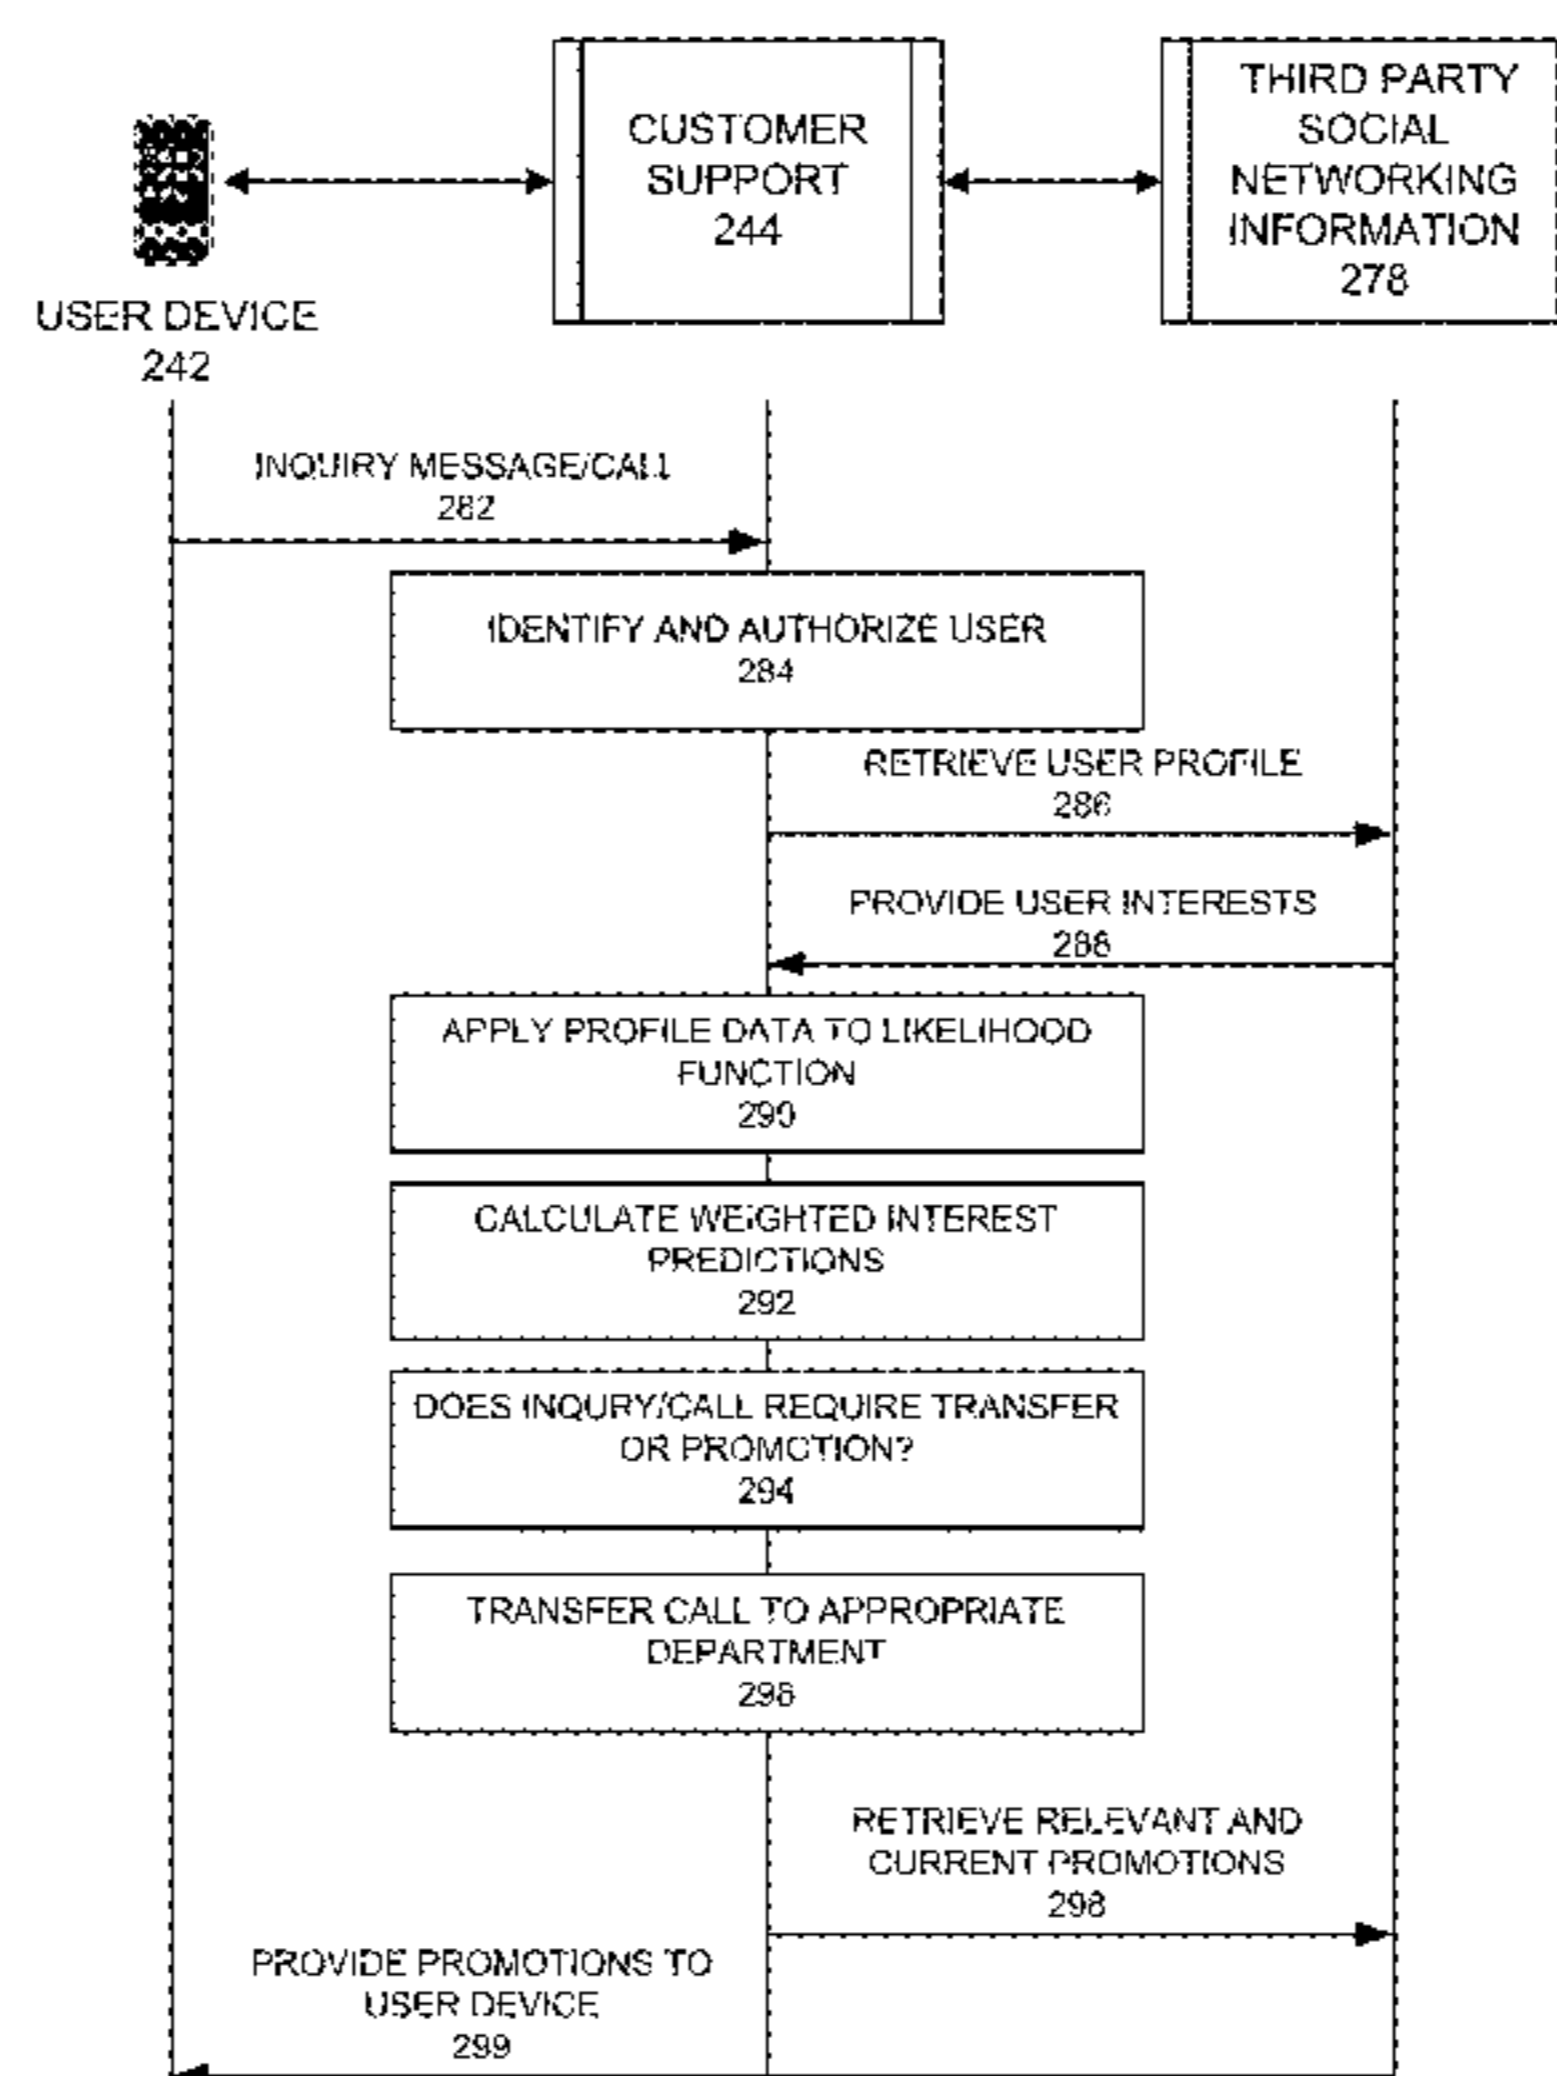 CUSTOMER
SUPPORT
244
THIRD PARTY
SOCIAL
NETWORKING
INFORMATION
278
USER DEVICE
242
INQUIRY MESSAGE/CALL
282
IDENTIFY AND AUTHORIZE USER
284
RETRIEVE USER PROFILE
286
PROVIDE USER INTERESTS
288
APPLY PROFILE DATA TO LIKELIHOOD
FUNCTION
290
CALCULATE WEIGHTED INTEREST
PREDICTIONS
292
DOES INQURY/CALL REQUIRE TRANSFER
OR PROMOTION?
294
TRANSFER CALL TO APPROPRIATE
DEPARTMENT
296
RETRIEVE RELEVANT AND
CURRENT PROMOTIONS
298
PROVIDE PROMOTIONS TO
USER DEVICE
299